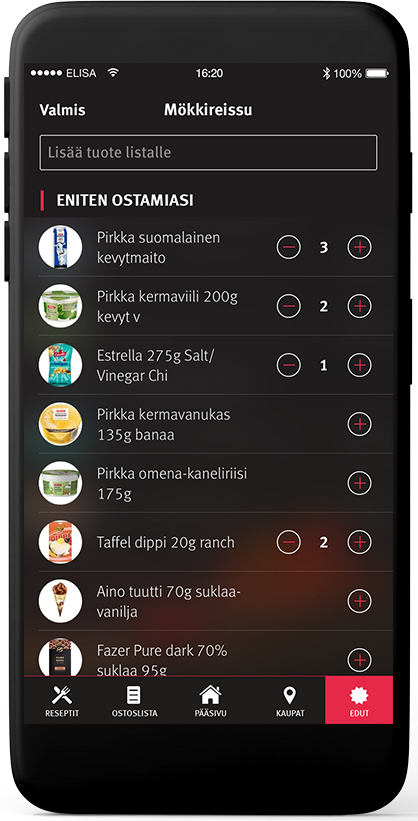 ELISA 16:20 100%
Valmis Mökkireissu
Lisää tuote listalle
ENITEN OSTAMIASI
Pirkka suomalainen
kevytmaito
3
Pirkka kermaviili 200g
kevyt v
2
Estrella 275g Salt/
Vinegar Chi
1
Pirkka kermavanukas
135g banaa
Pirkka omena-kaneliriisi
175g
Taffel dippi 20g ranch
2
Aino tuutti 70g suklaa-
vanilja
Fazer Pure dark 70%
suklaa 95g
RESEPTIT OSTOSLISTA PÄÄSIVU KAUPAT EDUT